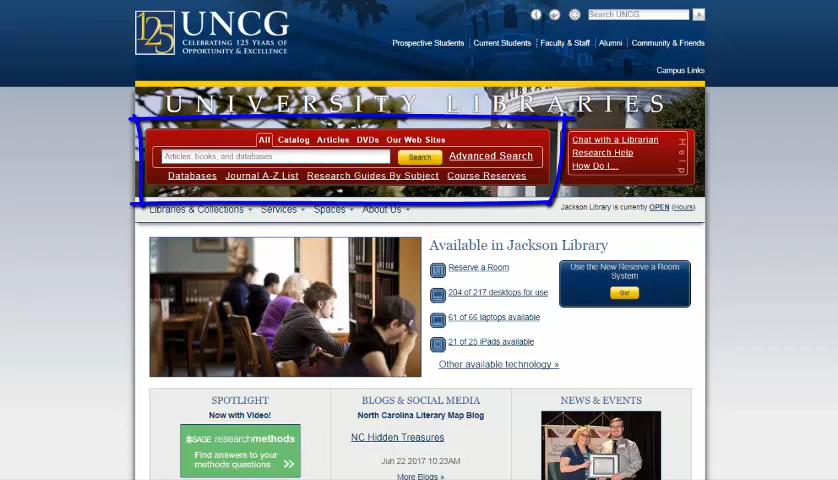 125 UNCG
CELEBRATING 125 YEARS OF
OPPORTUNITY & EXCELLENCE
Search UNCG
Prospective Students
Current Students
Faculty & Staff
Alumni
Community & Friends
Campus Links
UNIVERSITY LIBRARIES
All Catalog Articles DVDs Our Web Sites
Articles, books, and databases
Search
Advanced Search
Databases Journal A-Z List Research Guides By Subject Course Reserves
Chat with a Librarian
Research Help
How Do I...
Help
Libraries & Collections Services Spaces About Us
Jackson Library is currently OPEN (Hours)
Available in Jackson Library
Reserve a Room
204 of 217 desktops for use
61 of 66 laptops available
21 of 25 iPads available
Other available technology »
Use the New Reserve a Room
System
Go!
SPOTLIGHT
Now with Video!
SAGE researchmethods
Find answers to your
methods questions >>
BLOGS & SOCIAL MEDIA
North Carolina Literary Map Blog
NC Hidden Treasures
Jun 22 2017 10:23AM
More Blogs »
NEWS & EVENTS